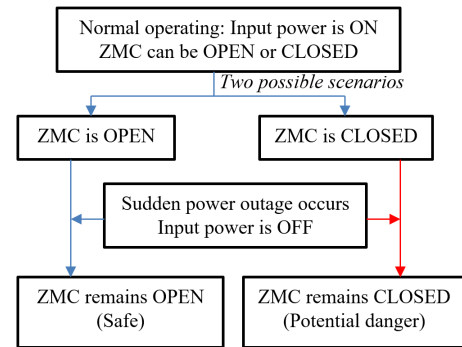 Normal operating: Input power is ON
ZMC can be OPEN or CLOSED
Two possible scenarios
ZMC is OPEN
ZMC is CLOSED
Sudden power outage occurs
Input power is OFF
ZMC remains OPEN
(Safe)
ZMC remains CLOSED
(Potential danger)